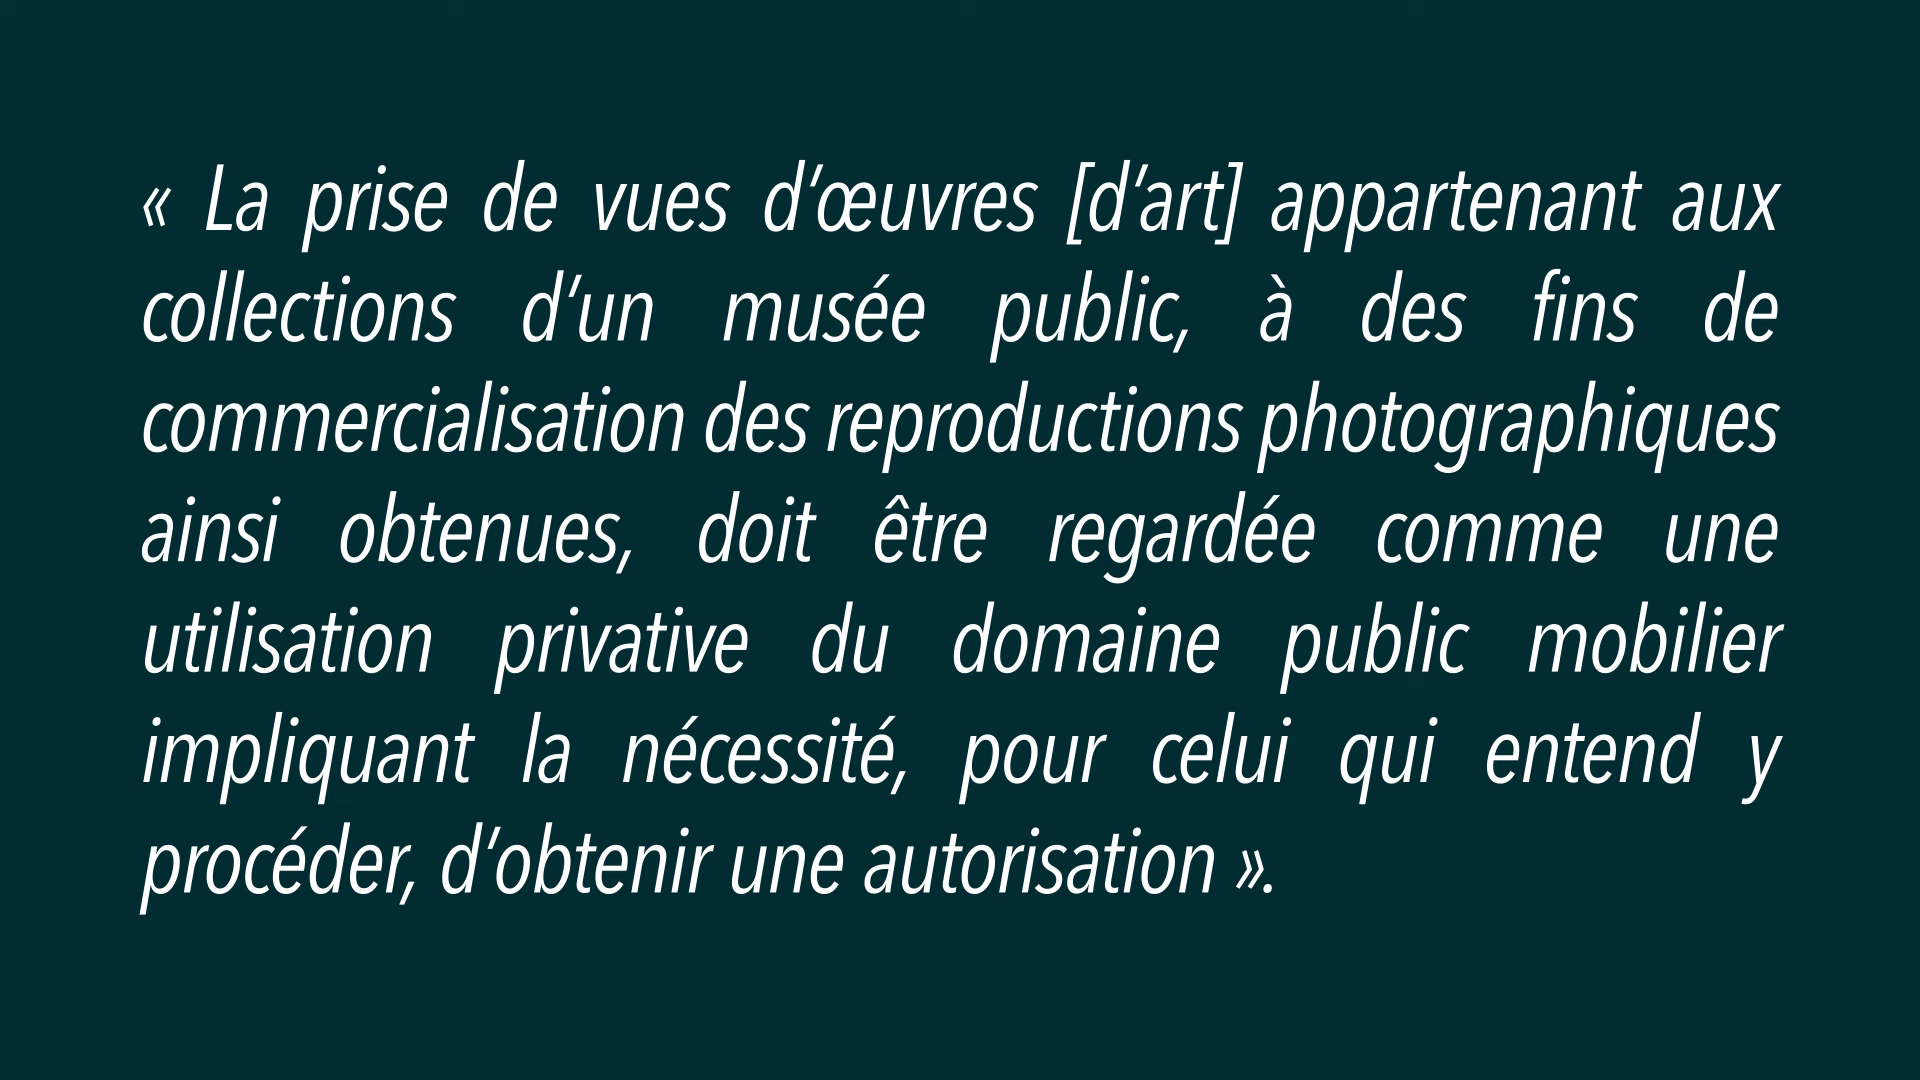 « La prise de vues d’œuvres [d’art] appartenant aux
collections d’un musée public, à des fins de
commercialisation des reproductions photographiques
ainsi obtenues, doit être regardée comme une
utilisation privative du domaine public mobilier
impliquant la nécessité, pour celui qui entend y
procéder, d’obtenir une autorisation ».